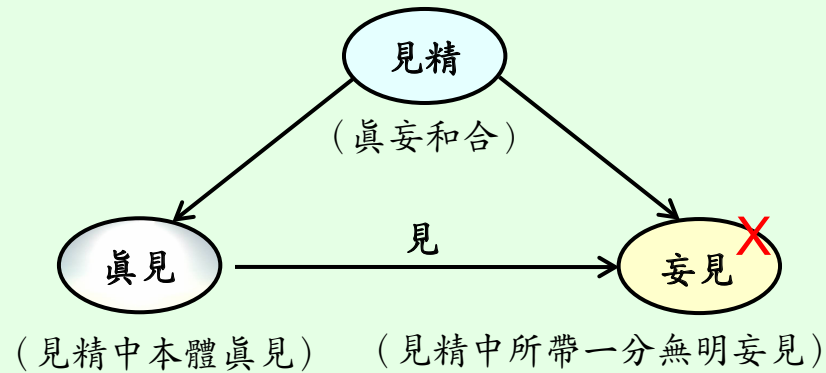 見精
（眞妄和合）
見
眞見
妄見
X
（見精中本體眞見）
（見精中所帶一分無明妄見）